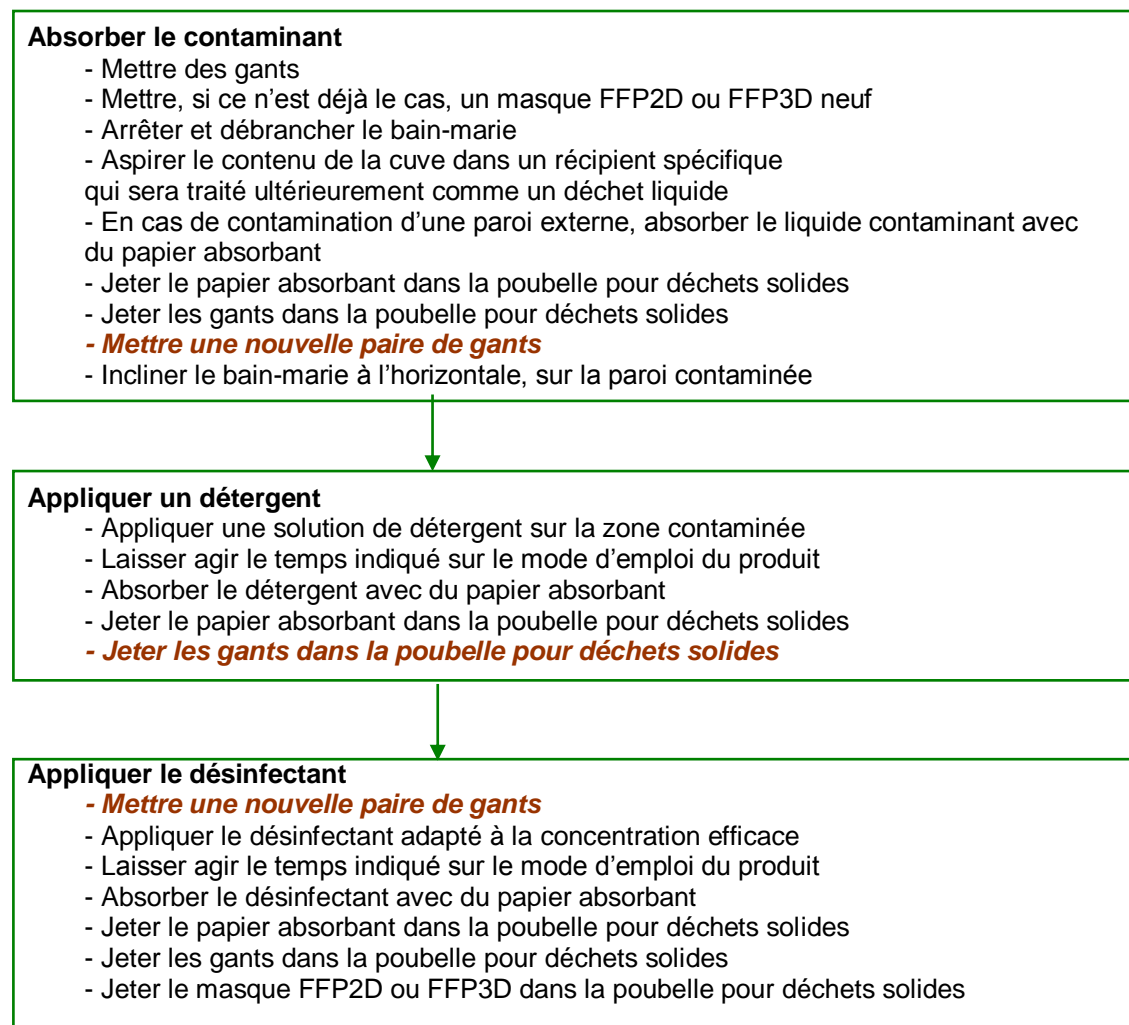 Absorber le contaminant
- Mettre des gants
- Mettre, si ce n’est déjà le cas, un masque FFP2D ou FFP3D neuf
- Arrêter et débrancher le bain-marie
- Aspirer le contenu de la cuve dans un récipient spécifique
qui sera traité ultérieurement comme un déchet liquide
- En cas de contamination d’une paroi externe, absorber le liquide contaminant avec
du papier absorbant
- Jeter le papier absorbant dans la poubelle pour déchets solides
- Jeter les gants dans la poubelle pour déchets solides
- Mettre une nouvelle paire de gants
- Incliner le bain-marie à l’horizontale, sur la paroi contaminée
Appliquer un détergent
- Appliquer une solution de détergent sur la zone contaminée
- Laisser agir le temps indiqué sur le mode d’emploi du produit
- Absorber le détergent avec du papier absorbant
- Jeter le papier absorbant dans la poubelle pour déchets solides
- Jeter les gants dans la poubelle pour déchets solides
Appliquer le désinfectant
- Mettre une nouvelle paire de gants
- Appliquer le désinfectant adapté à la concentration efficace
- Laisser agir le temps indiqué sur le mode d’emploi du produit
- Absorber le désinfectant avec du papier absorbant
- Jeter le papier absorbant dans la poubelle pour déchets solides
- Jeter les gants dans la poubelle pour déchets solides
- Jeter le masque FFP2D ou FFP3D dans la poubelle pour déchets solides